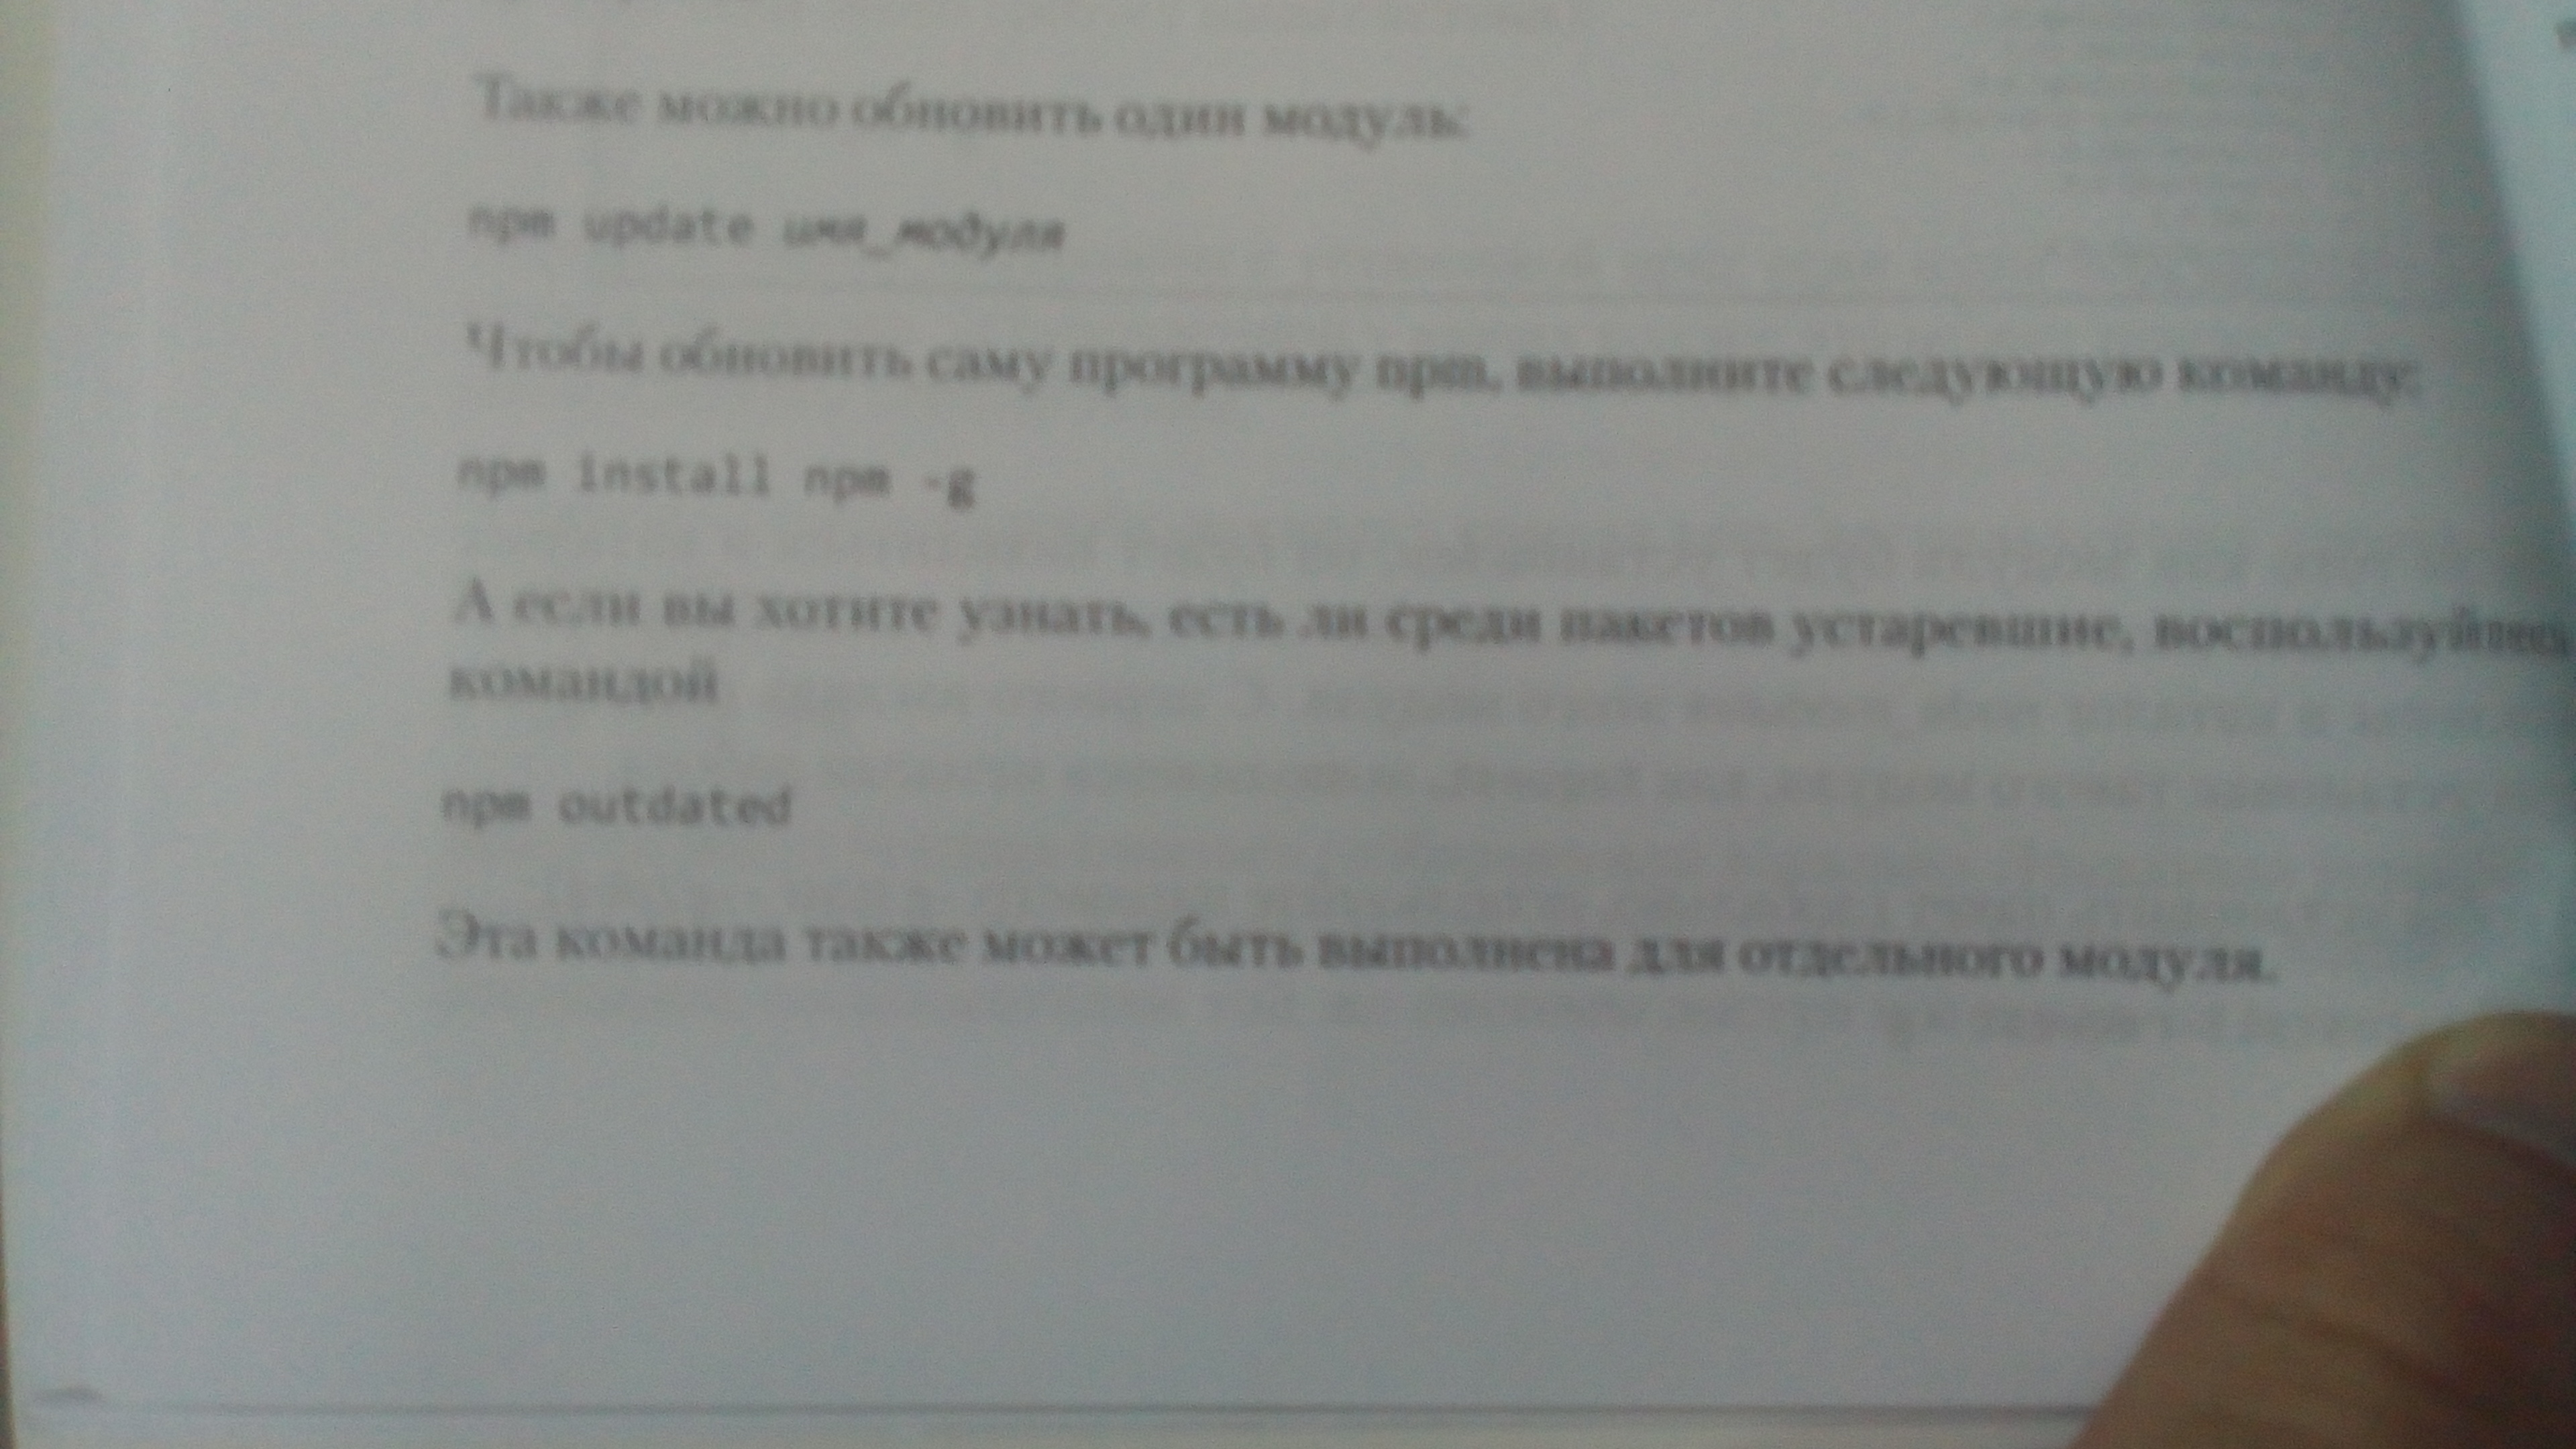 Также можно обновить один модуль:
npm update имя_модуля
Чтобы обновить саму программу npm, выполните следующую команду:
npm install npm -g
А если вы хотите узнать, есть ли среди пакетов устаревшие,
командой
npm outdated
Эта команда также может быть выполнена для отдельного модуля.